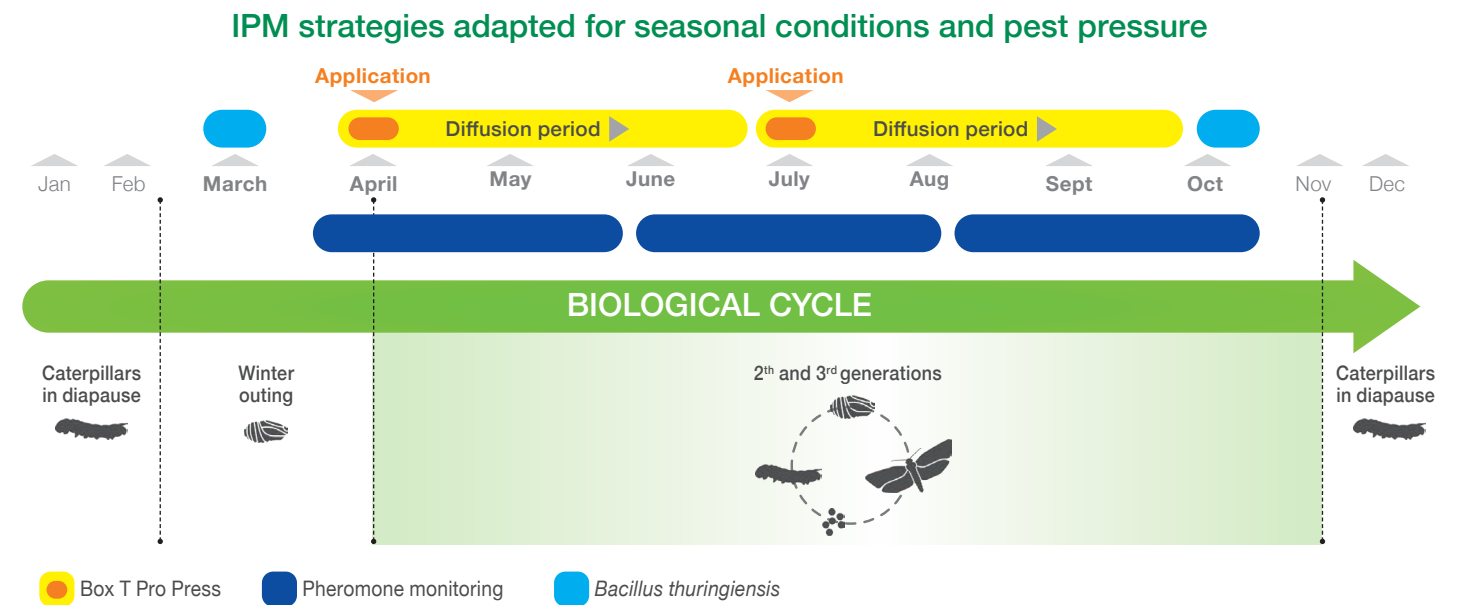 IPM strategies adapted for seasonal conditions and pest pressure
Application
Application
Diffusion period
Diffusion period
Jan
Feb
March
April
May
June
July
Aug
Sept
Oct
Nov
Dec
BIOLOGICAL CYCLE
Caterpillars
in diapause
Winter
outing
2th and 3rd generations
Caterpillars
in diapause
Box T Pro Press
Pheromone monitoring
Bacillus thuringiensis